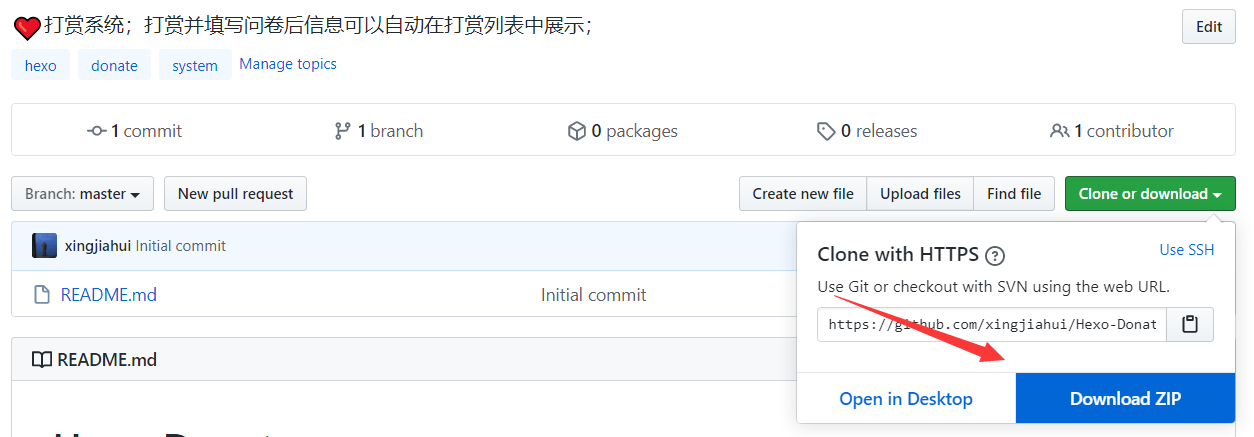 打赏系统；打赏并填写问卷后信息可以自动在打赏列表中展示；
Edit
hexo donate system Manage topics
1 commit 1 branch 0 packages 0 releases 1 contributor
Branch: master New pull request Create new file Upload files Find file Clone or download
xingjiahui Initial commit
Clone with HTTPS ? Use SSH
Use Git or checkout with SVN using the web URL.
README.md Initial commit
https://github.com/xingjiahui/Hexo-Donat
README.md
Open in Desktop Download ZIP